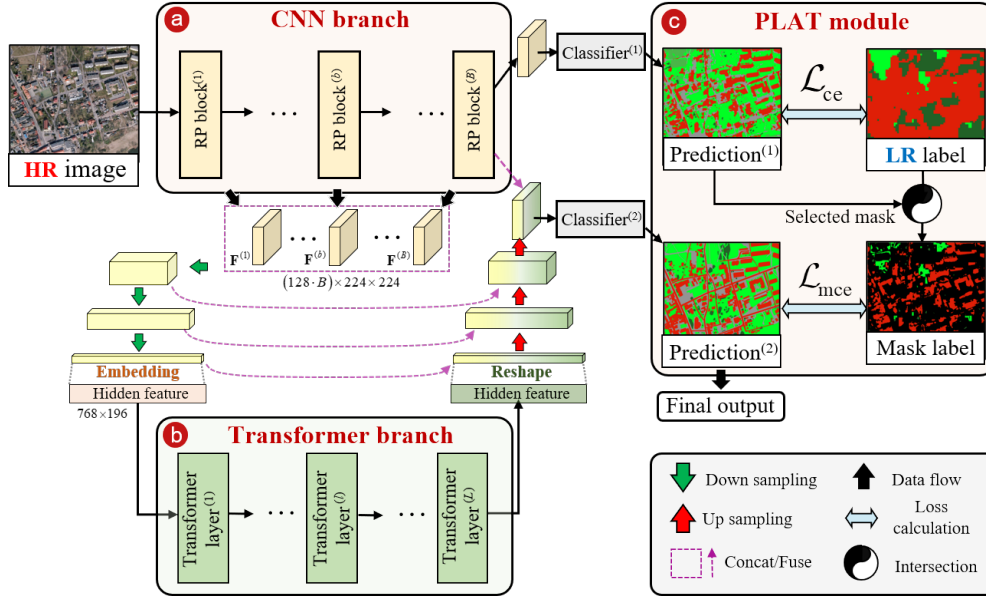 a
CNN branch
HR image
RP block(1)
...
RP block(b)
...
RP block(B)
Classifier(1)
c
PLAT module
Prediction(1)
ℒce
LR label
Selected mask
F(1)
...
F(b)
...
F(B)
(128·B)×224×224
Classifier(2)
Prediction(2)
ℒmce
Mask label
Final output
Embedding
Hidden feature
768×196
Reshape
Hidden feature
b
Transformer branch
Transformer
layer(1)
...
Transformer
layer(l)
...
Transformer
layer(L)
Down sampling
Data flow
Up sampling
Loss
calculation
Concat/Fuse
Intersection